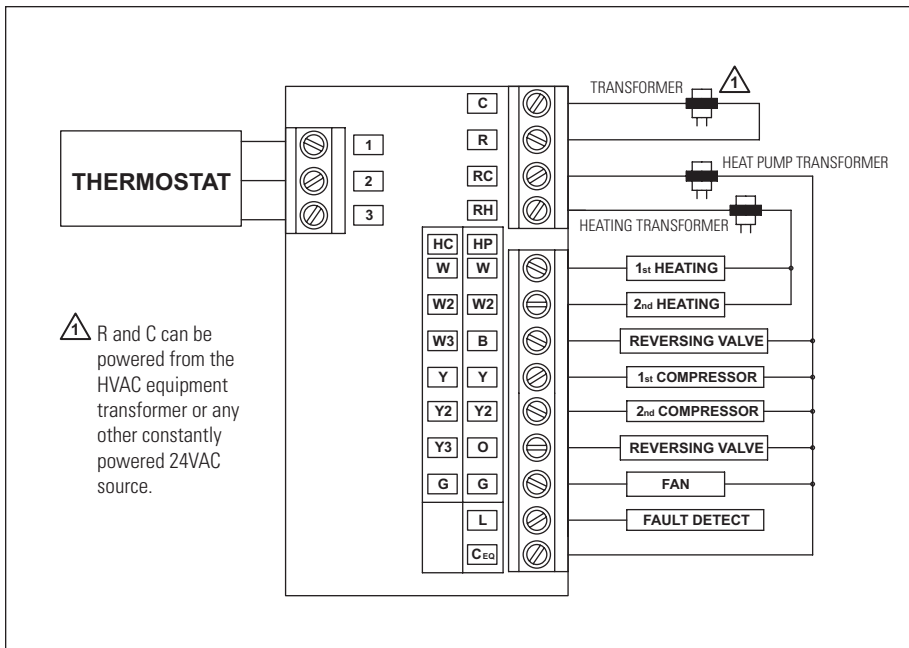 TRANSFORMER
1
C
R
HEAT PUMP TRANSFORMER
RC
RH
HEATING TRANSFORMER
THERMOSTAT
1
2
3
HC HP
W W 1st HEATING
W2 W2 2nd HEATING
W3 B REVERSING VALVE
Y Y 1st COMPRESSOR
Y2 Y2 2nd COMPRESSOR
Y3 O REVERSING VALVE
G G FAN
L FAULT DETECT
CEQ
1 R and C can be
powered from the
HVAC equipment
transformer or any
other constantly
powered 24VAC
source.